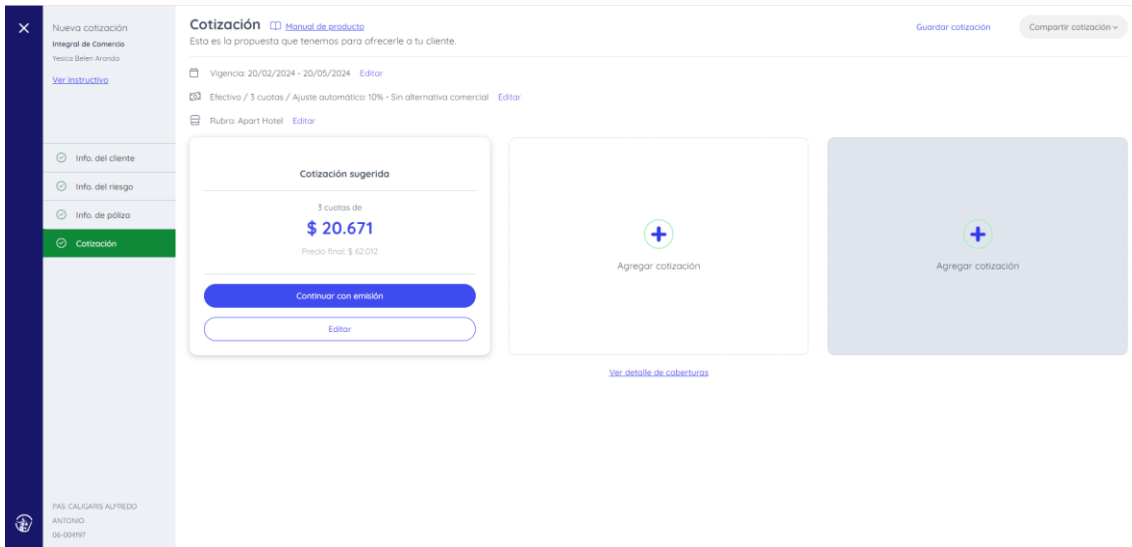 Nueva cotización
Integral de Comercio
Yesica Belen Aranda
Ver instructivo
Info. del cliente
Info. del riesgo
Info. de póliza
Cotización
PAS: CALIGARIS ALFREDO
ANTONIO
06-004197
Cotización Manual de producto
Esta es la propuesta que tenemos para ofrecerle a tu cliente.
Guardar cotización
Compartir cotización
Vigencia: 20/02/2024 - 20/05/2024 Editar
Efectivo / 3 cuotas / Ajuste automático: 10% - Sin alternativa comercial Editar
Rubro: Apart Hotel Editar
Cotización sugerida
3 cuotas de
$ 20.671
Precio final: $ 62.012
Continuar con emisión
Editar
Agregar cotización
Agregar cotización
Ver detalle de coberturas